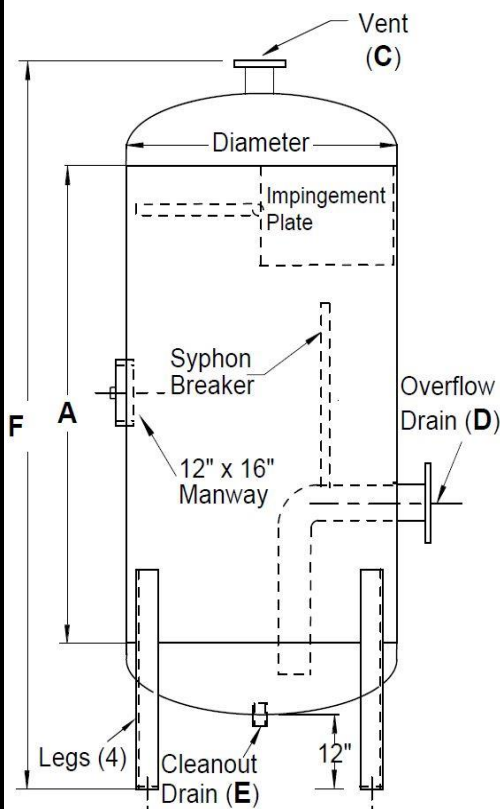 Vent
(C)
Diameter
Impingement
Plate
Syphon
Breaker
Overflow
Drain (D)
F
A
12" x 16"
Manway
Legs (4)
Cleanout
Drain (E)
12"